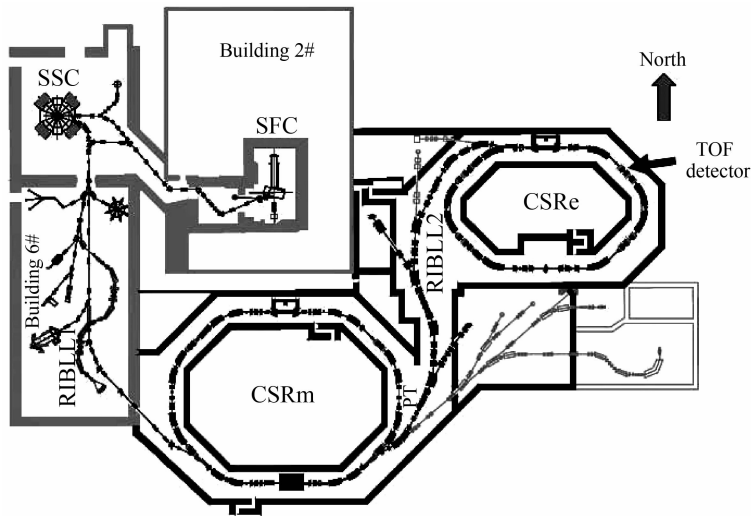 Building 2#
North
SSC
SFC
TOF
detector
CSRe
RIBLL2
Building 6#
RIBLL1
CSRm
PT